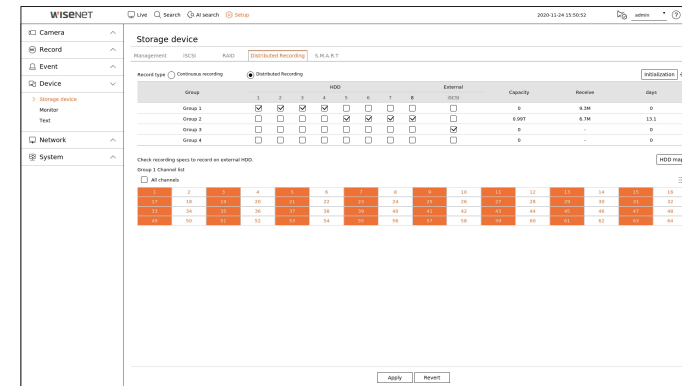 WISENET
Live Search AI search Setup 2020-11-24 15:50:52 admin ?
Camera
Record
Event
Device
Storage device
Monitor
Text
Network
System
Storage device
Management iSCSI RAID Distributed Recording S.M.A.R.T
Record type Continuous recording Distributed Recording Initialization
Group HDD External Capacity Receive days
1 2 3 4 5 6 7 8 iSCSI
Group 1 0 9.3M 0
Group 2 0.99T 6.7M 13.1
Group 3 0 - 0
Group 4 0 - 0
Check recording specs to record on external HDD. HDD map
Group 1 Channel list
All channels
1 2 3 4 5 6 7 8 9 10 11 12 13 14 15 16
17 18 19 20 21 22 23 24 25 26 27 28 29 30 31 32
33 34 35 36 37 38 39 40 41 42 43 44 45 46 47 48
49 50 51 52 53 54 55 56 57 58 59 60 61 62 63 64
Apply Revert